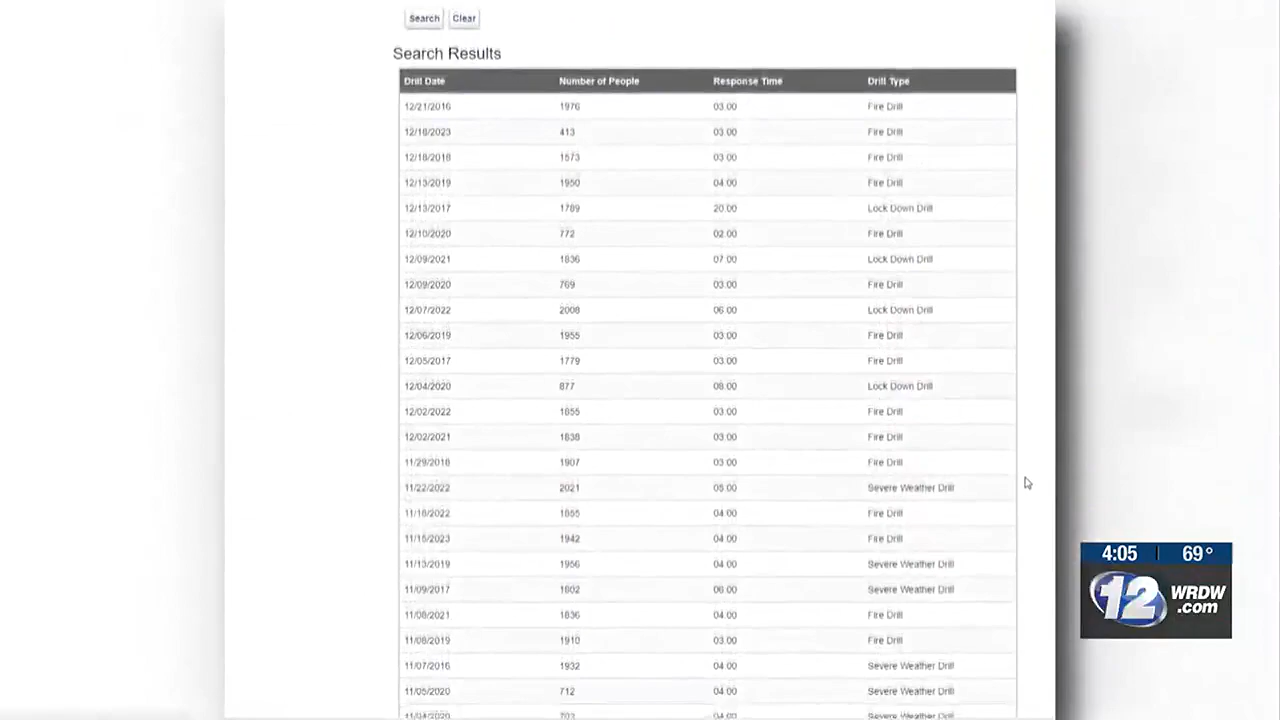 Search Clear
Search Results
Drill Date Number of People Response Time Drill Type
12/21/2016 1976 03:00 Fire Drill
12/18/2023 413 03:00 Fire Drill
12/18/2018 1573 03:00 Fire Drill
12/13/2019 1950 04:00 Fire Drill
12/13/2017 1789 20:00 Lock Down Drill
12/10/2020 772 02:00 Fire Drill
12/09/2021 1836 07:00 Lock Down Drill
12/09/2020 769 03:00 Fire Drill
12/07/2022 2008 06:00 Lock Down Drill
12/06/2019 1955 03:00 Fire Drill
12/05/2017 1779 03:00 Fire Drill
12/04/2020 877 08:00 Lock Down Drill
12/02/2022 1855 03:00 Fire Drill
12/02/2021 1838 03:00 Fire Drill
11/29/2018 1907 03:00 Fire Drill
11/22/2022 2021 05:00 Severe Weather Drill
11/18/2022 1855 04:00 Fire Drill
11/15/2023 1942 04:00 Fire Drill
11/13/2019 1956 04:00 Severe Weather Drill
11/09/2017 1802 Severe Weather Drill
11/08/2021 1836 04:00 Fire Drill
11/08/2019 1910 03:00 Fire Drill
11/07/2016 1932 04:00 Severe Weather Drill
11/05/2020 712 04:00 Severe Weather Drill
11/04/2020 703 04:00 Severe Weather Drill
4:05 69°
12 WRDW
.com